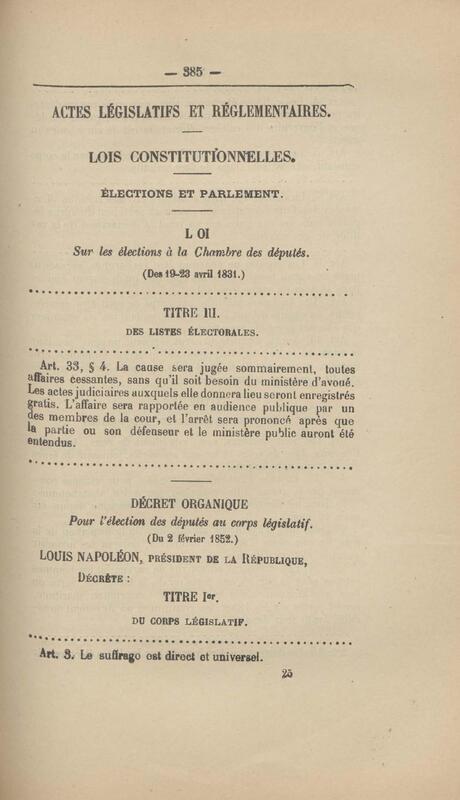 — 385 —
ACTES LÉGISLATIFS ET RÉGLEMENTAIRES.
LOIS CONSTITUTIONNELLES.
ÉLECTIONS ET PARLEMENT.
LOI
Sur les élections à la Chambre des députés.
(Des 19-23 avril 1831.)
TITRE III.
DES LISTES ÉLECTORALES.
Art. 33, § 4. La cause sera jugée sommairement, toutes
affaires cessantes, sans qu'il soit besoin du ministère d'avoué.
Les actes judiciaires auxquels elle donnera lieu seront enregistrés
gratis. L'affaire sera rapportée en audience publique par un
des membres de la cour, et l'arrêt sera prononcé après que
la partie ou son défenseur et le ministère public auront été
entendus.
DÉCRET ORGANIQUE
Pour l'élection des députés au corps législatif.
(Du 2 février 1852.)
LOUIS NAPOLÉON, PRÉSIDENT DE LA RÉPUBLIQUE,
DÉCRÈTE :
TITRE Ier.
DU CORPS LÉGISLATIF.
Art. 3. Le suffrage est direct et universel.
25